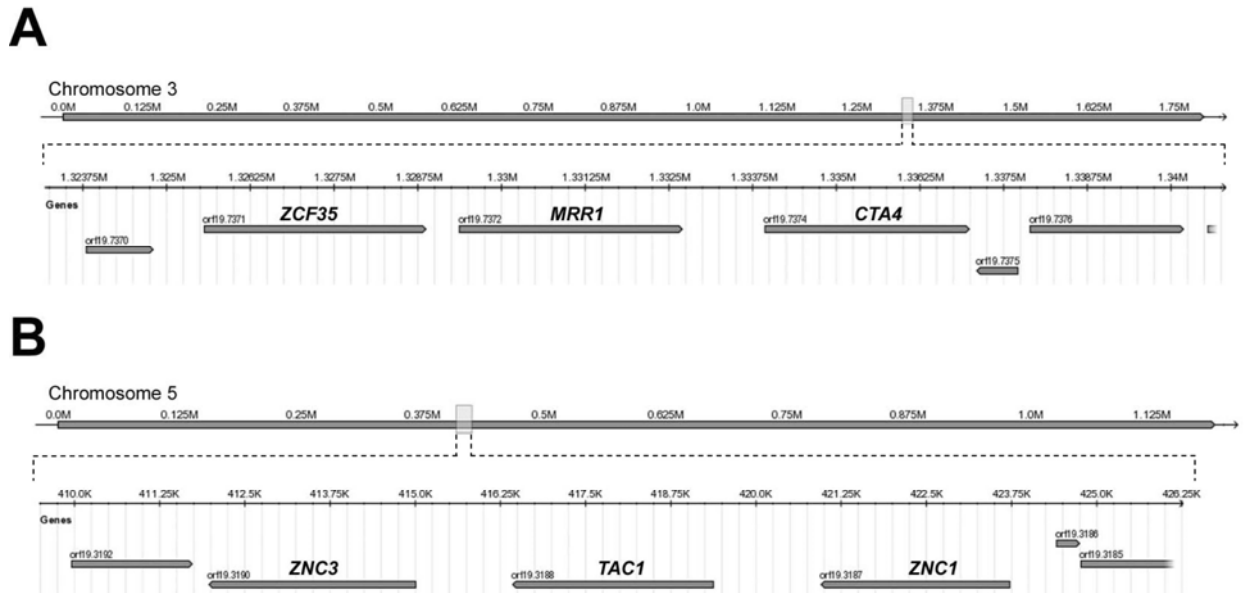 A
Chromosome 3
0.0M 0.125M 0.25M 0.375M 0.5M 0.625M 0.75M 0.875M 1.0M 1.125M 1.25M 1.375M 1.5M 1.625M 1.75M
1.32375M 1.325M 1.32625M 1.3275M 1.32875M 1.33M 1.33125M 1.3325M 1.33375M 1.335M 1.33625M 1.3375M 1.33875M 1.34M
Genes
orf19.7371 ZCF35 orf19.7372 MRR1 orf19.7374 CTA4 orf19.7376
orf19.7370
orf19.7375
B
Chromosome 5
0.0M 0.125M 0.25M 0.375M 0.5M 0.625M 0.75M 0.875M 1.0M 1.125M
410.0K 411.25K 412.5K 413.75K 415.0K 416.25K 417.5K 418.75K 420.0K 421.25K 422.5K 423.75K 425.0K 426.25K
Genes
orf19.3186
orf19.3192 orf19.3185
orf19.3190 ZNC3 orf19.3188 TAC1 orf19.3187 ZNC1